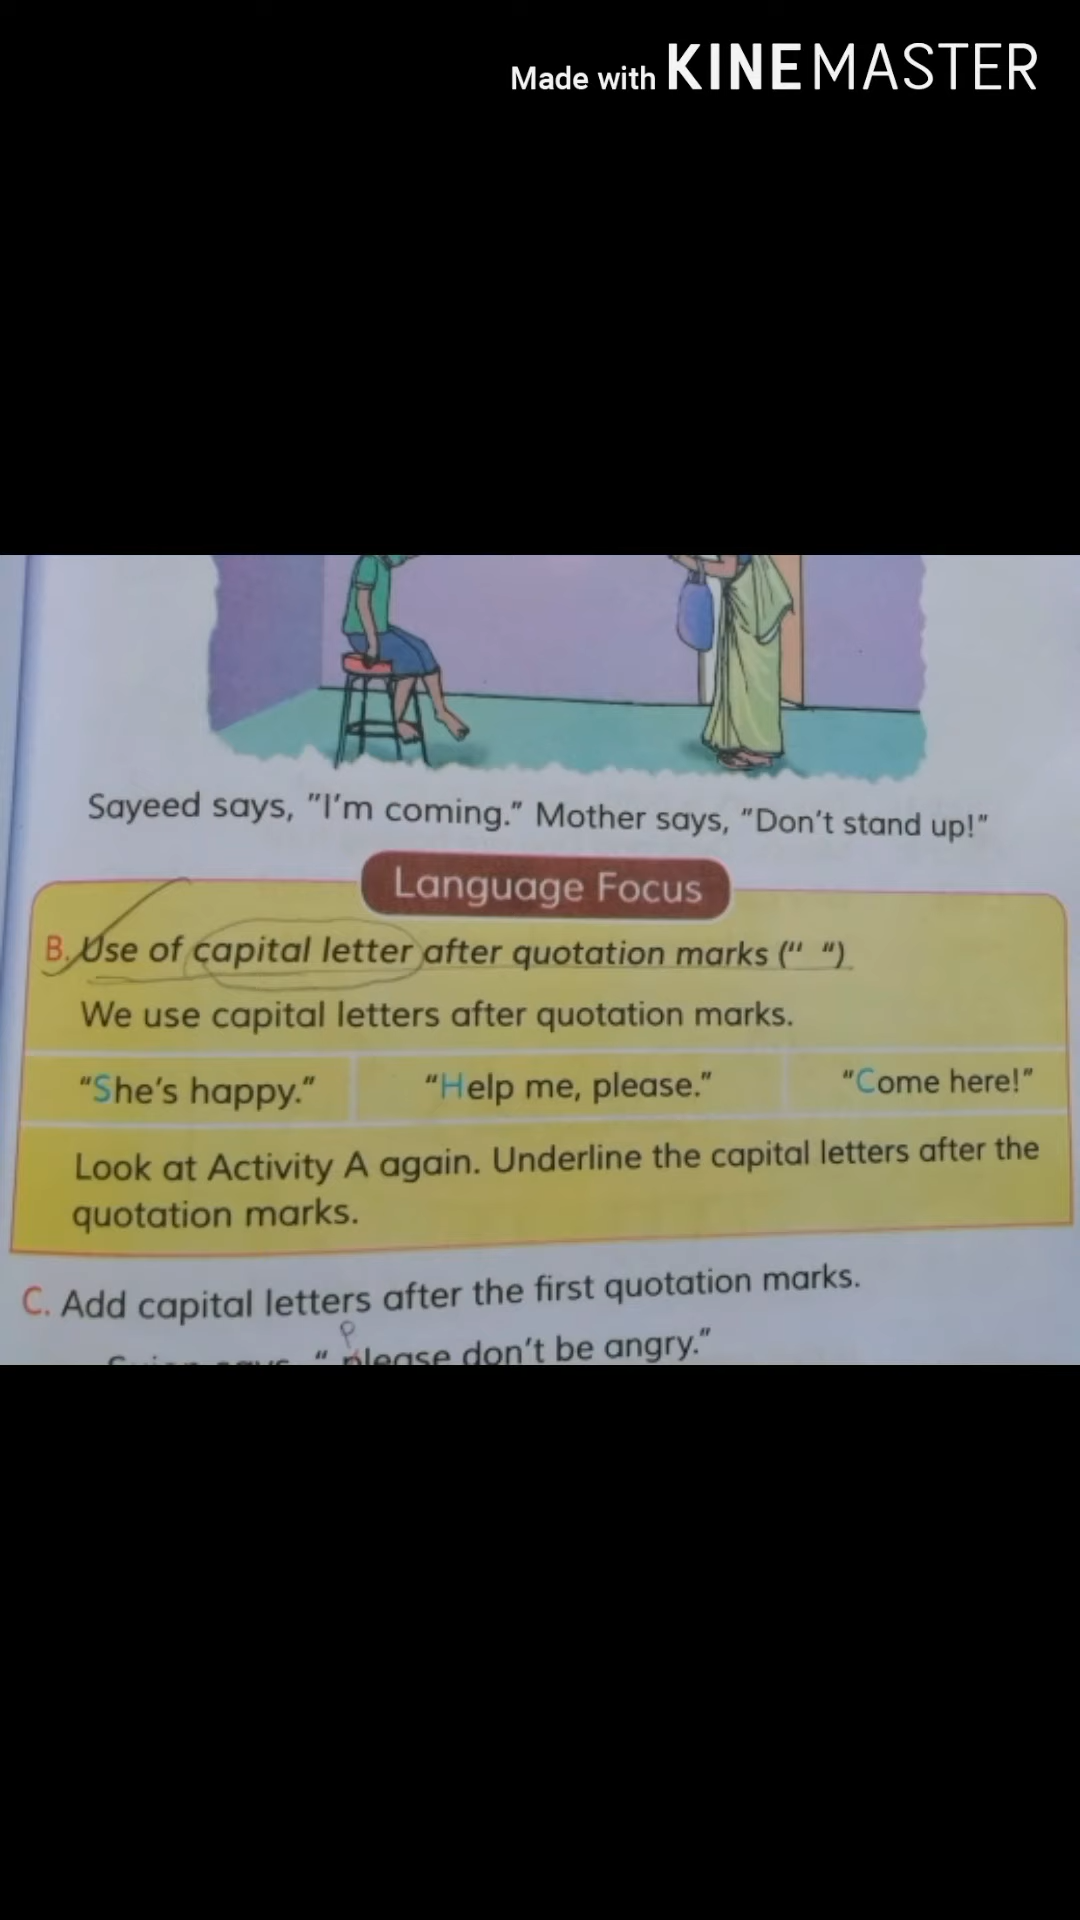 Made with KINEMASTER
Sayeed says, "I'm coming." Mother says, "Don't stand up!"
Language Focus
B. Use of capital letter after quotation marks (“ “)
We use capital letters after quotation marks.
“She's happy.” “Help me, please.” “Come here!”
Look at Activity A again. Underline the capital letters after the
quotation marks.
C. Add capital letters after the first quotation marks.
P
says, “ please don't be angry.”